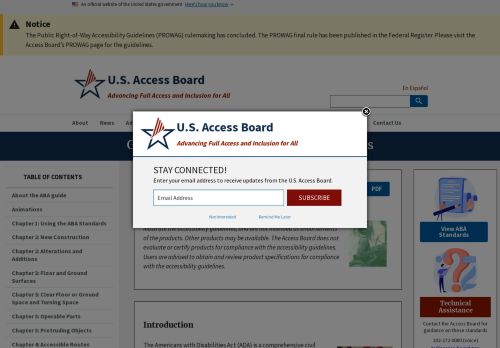 An official website of the United States government Here's how you know
Notice
The Public Right-of-Way Accessibility Guidelines (PROWAG) rulemaking has concluded. The PROWAG final rule has been published in the Federal Register. Please visit the
Access Board's PROWAG page for the guidelines.
U.S. Access Board
Advancing Full Access and Inclusion for All
En Español
About News Contact Us
U.S. Access Board
Advancing Full Access and Inclusion for All
STAY CONNECTED!
Enter your email address to receive updates from the U.S. Access Board.
Email Address SUBSCRIBE
Not Interested Remind Me Later
TABLE OF CONTENTS
About the ABA guide
Animations
Chapter 1: Using the ABA Standards
Chapter 2: New Construction
Chapter 2: Alterations and
Additions
Chapter 3: Floor and Ground
Surfaces
Chapter 3: Clear Floor or Ground
Space and Turning Space
Chapter 3: Operable Parts
Chapter 3: Protruding Objects
Chapter 4: Accessible Routes
PDF
of the products. Other products may be available. The Access Board does not
evaluate or certify products for compliance with the accessibility guidelines.
Users are advised to obtain and review product specifications for
compliance with the accessibility guidelines.
Introduction
The Americans with Disabilities Act (ADA) is a comprehensive civil
View ABA
Standards
Technical
Assistance
Contact the Access Board for
guidance on these standards
202-272-0080 (voice)